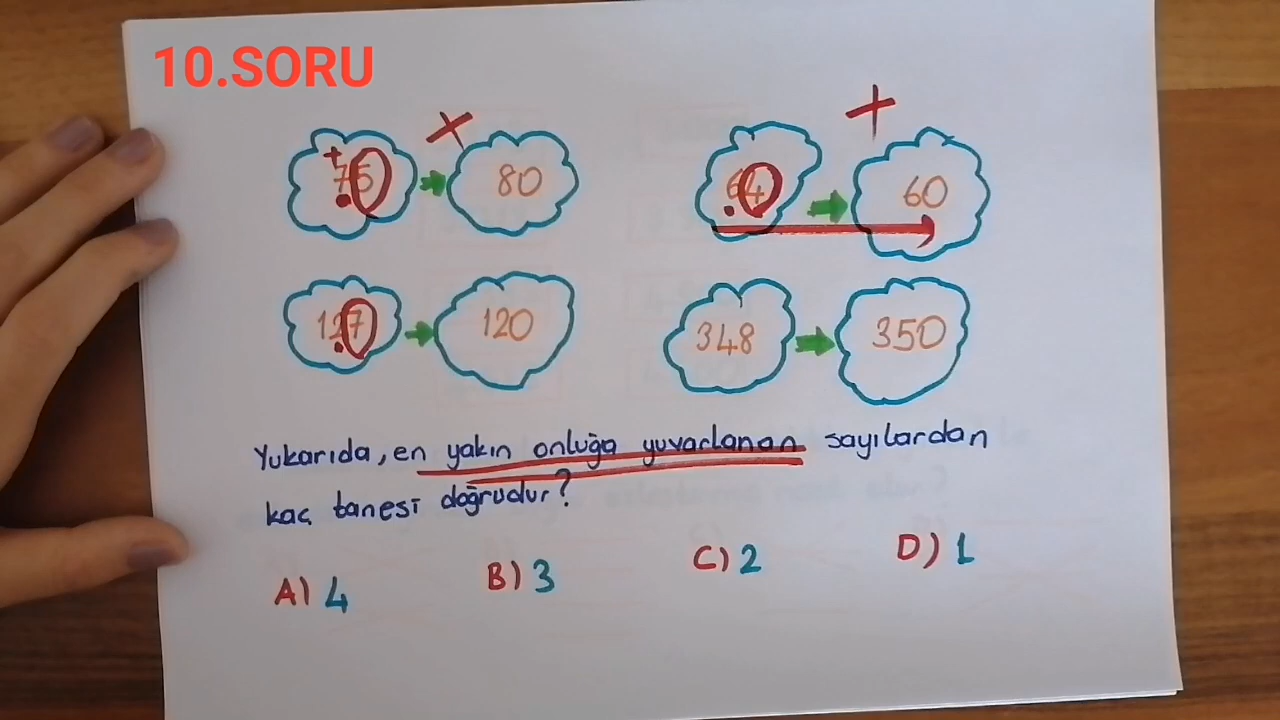 10.SORU
75 80 64 60
127 120 348 350
Yukarıda, en yakın onluğa yuvarlanan sayılardan
kaç tanesi doğrudur?
A) 4 B) 3 C) 2 D) 1